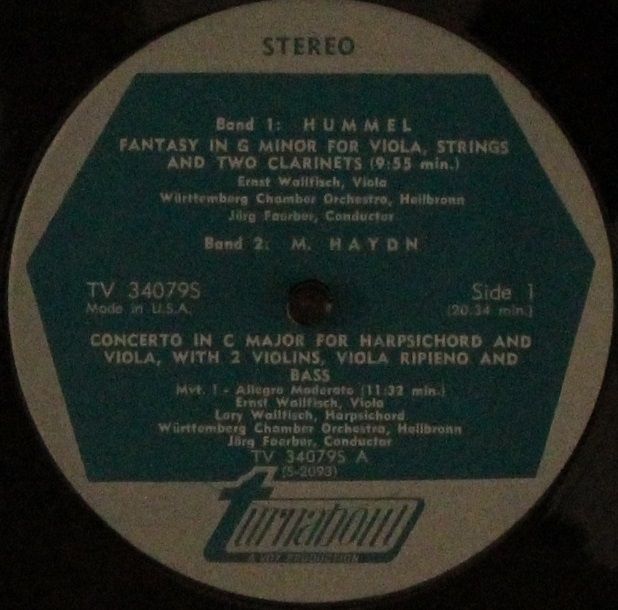 STEREO
Band 1: HUMMEL
FANTASY IN G MINOR FOR VIOLA, STRINGS
AND TWO CLARINETS (9:55 min.)
Ernst Wallfisch, Viola
Württemberg Chamber Orchestra, Heilbronn
Jörg Faerber, Conductor
Band 2: M. HAYDN
TV 34079S
Made in U.S.A.
Side 1
(20.34 min.)
CONCERTO IN C MAJOR FOR HARPSICHORD AND
VIOLA, WITH 2 VIOLINS, VIOLA RIPIENO AND
BASS
Mvt. 1 - Allegro Moderato (11:32 min.)
Ernst Wallfisch, Viola
Lory Wallfisch, Harpsichord
Württemberg Chamber Orchestra, Heilbronn
Jörg Faerber, Conductor
TV 34079S A
(S-2093)
turnabout
A VOX PRODUCTION